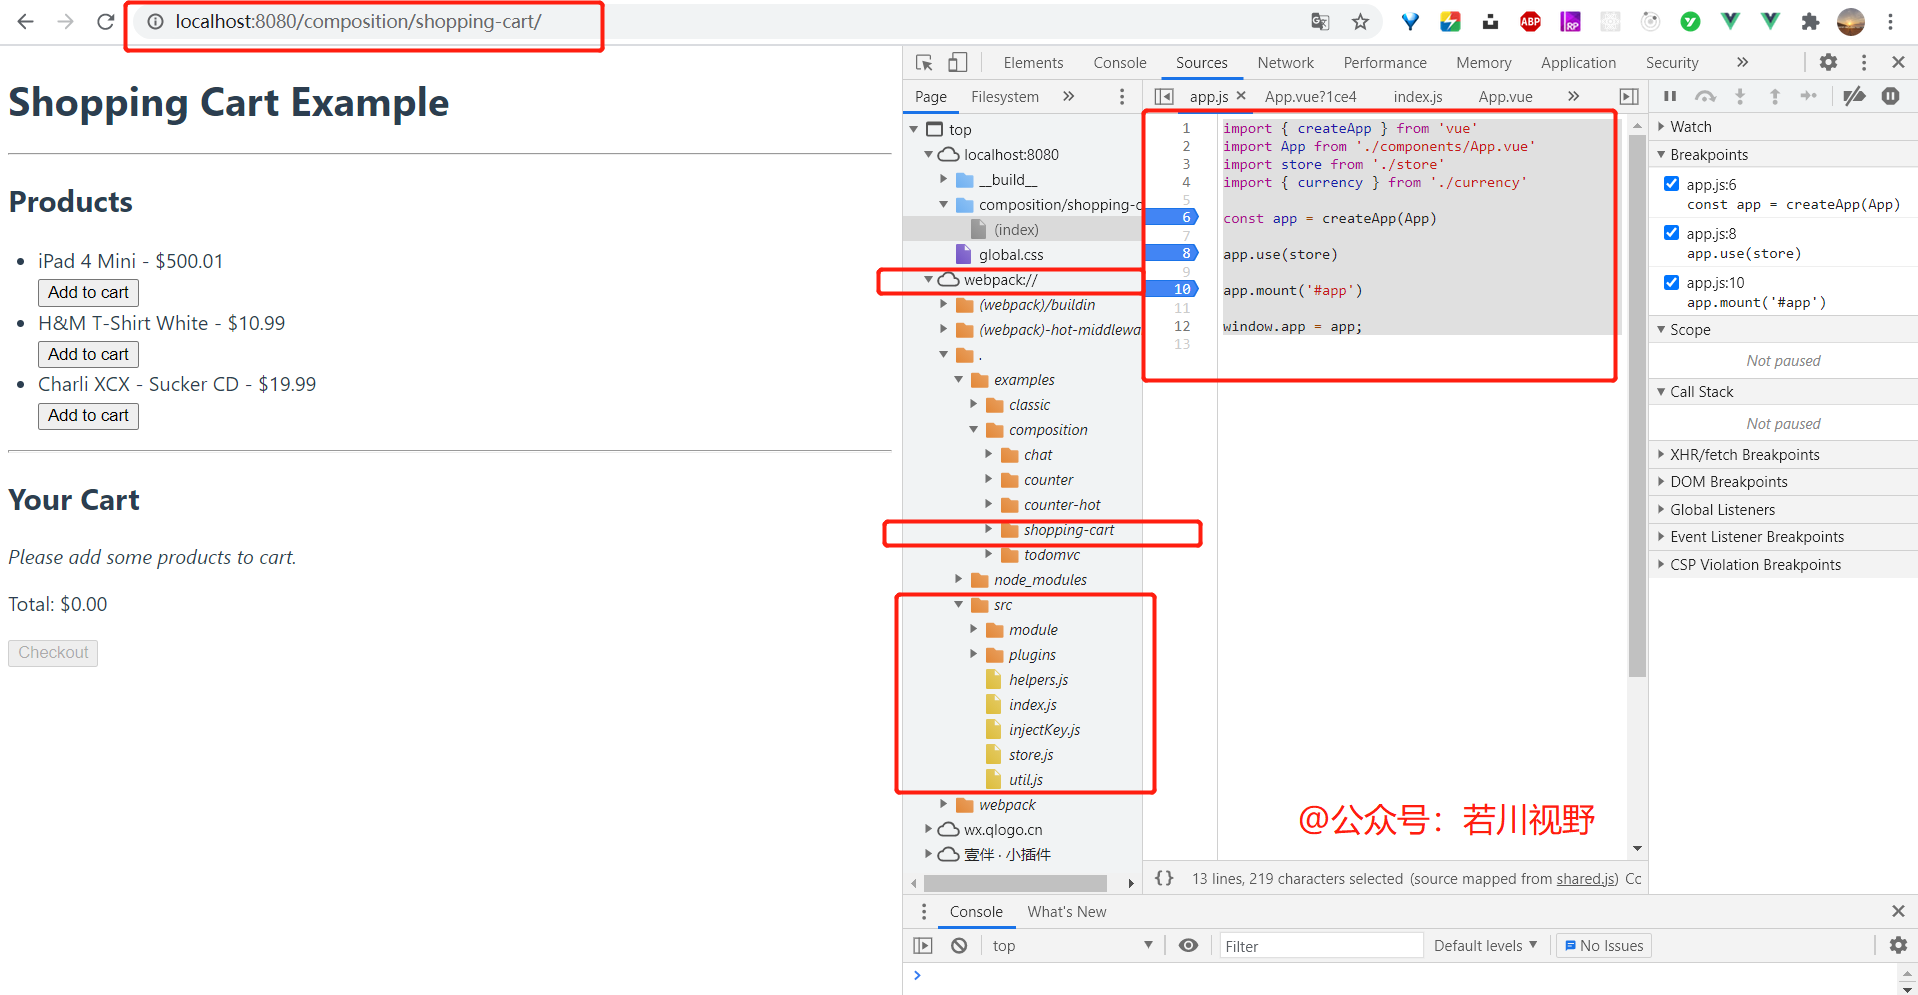 localhost:8080/composition/shopping-cart/
ABP
RP
Shopping Cart Example
Products
iPad 4 Mini - $500.01
Add to cart
H&M T-Shirt White - $10.99
Add to cart
Charli XCX - Sucker CD - $19.99
Add to cart
Your Cart
Please add some products to cart.
Total: $0.00
Checkout
Elements Console Sources Network Performance Memory Application Security »
Page Filesystem »
top
localhost:8080
__build__
composition/shopping-c
(index)
global.css
webpack://
(webpack)/buildin
(webpack)-hot-middlewa
.
examples
classic
composition
chat
counter
counter-hot
shopping-cart
todomvc
node_modules
src
module
plugins
helpers.js
index.js
injectKey.js
store.js
util.js
webpack
wx.qlogo.cn
壹伴 · 小插件
app.js × App.vue?1ce4 index.js App.vue »
1 import { createApp } from 'vue'
2 import App from './components/App.vue'
3 import store from './store'
4 import { currency } from './currency'
5
6 const app = createApp(App)
7
8 app.use(store)
9
10 app.mount('#app')
11
12 window.app = app;
13
@公众号：若川视野
{} 13 lines, 219 characters selected (source mapped from shared.js) Cc
Watch
Breakpoints
app.js:6
const app = createApp(App)
app.js:8
app.use(store)
app.js:10
app.mount('#app')
Scope
Not paused
Call Stack
Not paused
XHR/fetch Breakpoints
DOM Breakpoints
Global Listeners
Event Listener Breakpoints
CSP Violation Breakpoints
Console What's New
top Filter Default levels No Issues